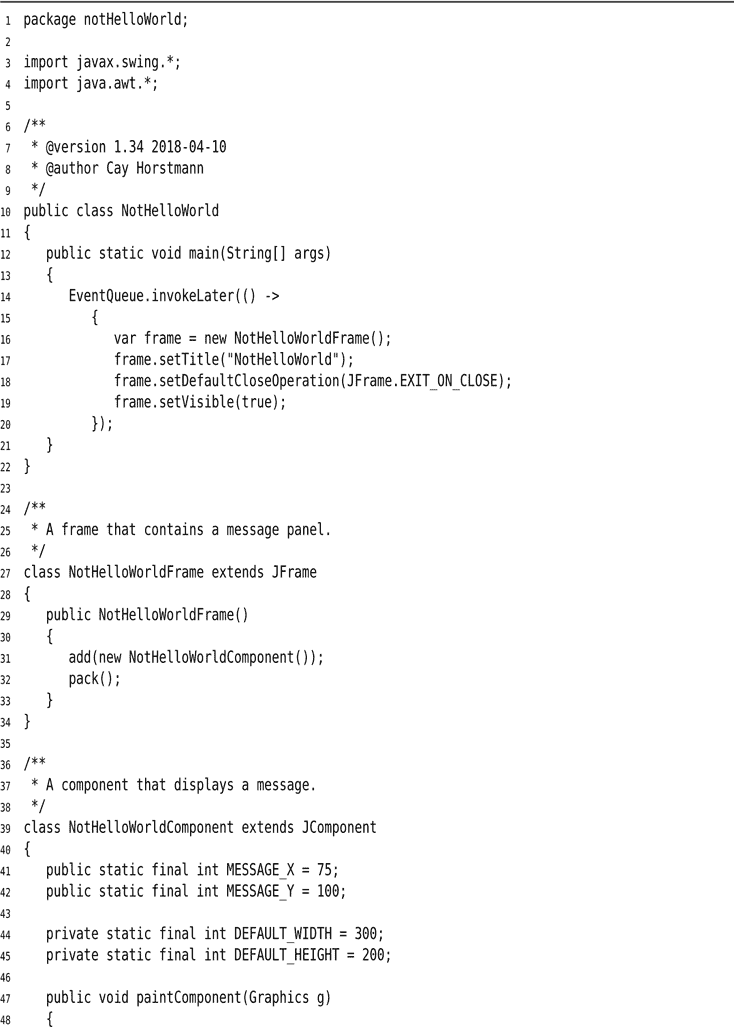 1 package notHelloWorld;
2
3 import javax.swing.*;
4 import java.awt.*;
5
6 /**
7  * @version 1.34 2018-04-10
8  * @author Cay Horstmann
9  */
10 public class NotHelloWorld
11 {
12    public static void main(String[] args)
13    {
14       EventQueue.invokeLater(() ->
15          {
16             var frame = new NotHelloWorldFrame();
17             frame.setTitle("NotHelloWorld");
18             frame.setDefaultCloseOperation(JFrame.EXIT_ON_CLOSE);
19             frame.setVisible(true);
20          });
21    }
22 }
23
24 /**
25  * A frame that contains a message panel.
26  */
27 class NotHelloWorldFrame extends JFrame
28 {
29    public NotHelloWorldFrame()
30    {
31       add(new NotHelloWorldComponent());
32       pack();
33    }
34 }
35
36 /**
37  * A component that displays a message.
38  */
39 class NotHelloWorldComponent extends JComponent
40 {
41    public static final int MESSAGE_X = 75;
42    public static final int MESSAGE_Y = 100;
43
44    private static final int DEFAULT_WIDTH = 300;
45    private static final int DEFAULT_HEIGHT = 200;
46
47    public void paintComponent(Graphics g)
48    {